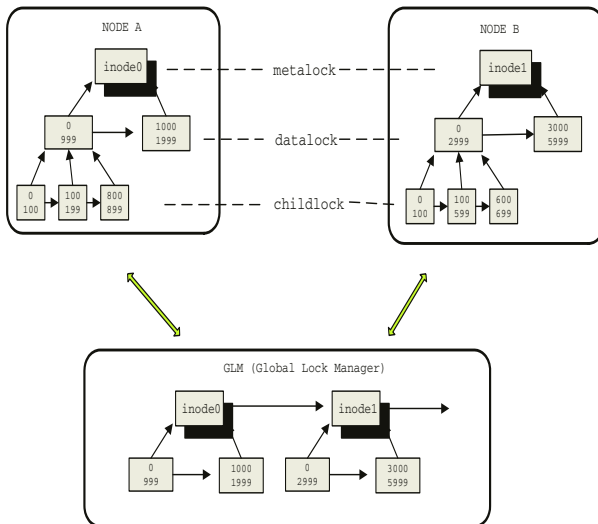 NODE A
NODE B
inode0
metalock
inode1
0
999
1000
1999
datalock
0
2999
3000
5999
0
100
100
199
800
899
childlock
0
100
100
599
600
699
GLM (Global Lock Manager)
inode0
inode1
0
999
1000
1999
0
2999
3000
5999